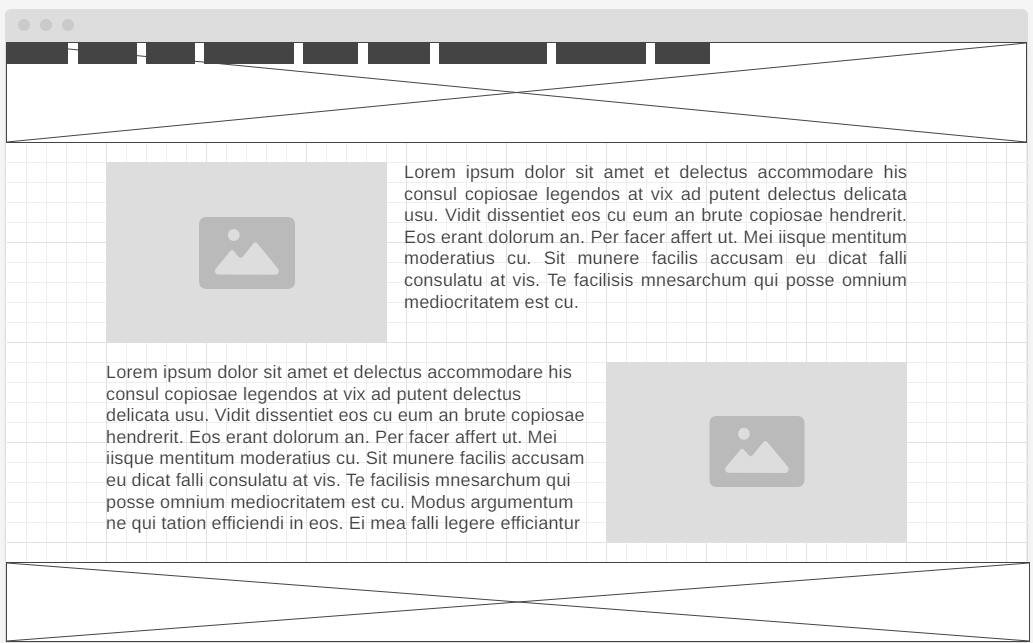 Lorem ipsum dolor sit amet et delectus accommodare his
consul copiosae legendos at vix ad putent delectus delicata
usu. Vidit dissentiet eos cu eum an brute copiosae hendrerit.
Eos erant dolorum an. Per facer affert ut. Mei iisque mentitum
moderatius cu. Sit munere facilis accusam eu dicat falli
consulatu at vis. Te facilisis mnesarchum qui posse omnium
mediocritatem est cu.
Lorem ipsum dolor sit amet et delectus accommodare his
consul copiosae legendos at vix ad putent delectus
delicata usu. Vidit dissentiet eos cu eum an brute copiosae
hendrerit. Eos erant dolorum an. Per facer affert ut. Mei
iisque mentitum moderatius cu. Sit munere facilis accusam
eu dicat falli consulatu at vis. Te facilisis mnesarchum qui
posse omnium mediocritatem est cu. Modus argumentum
ne qui tation efficiendi in eos. Ei mea falli legere efficiantur